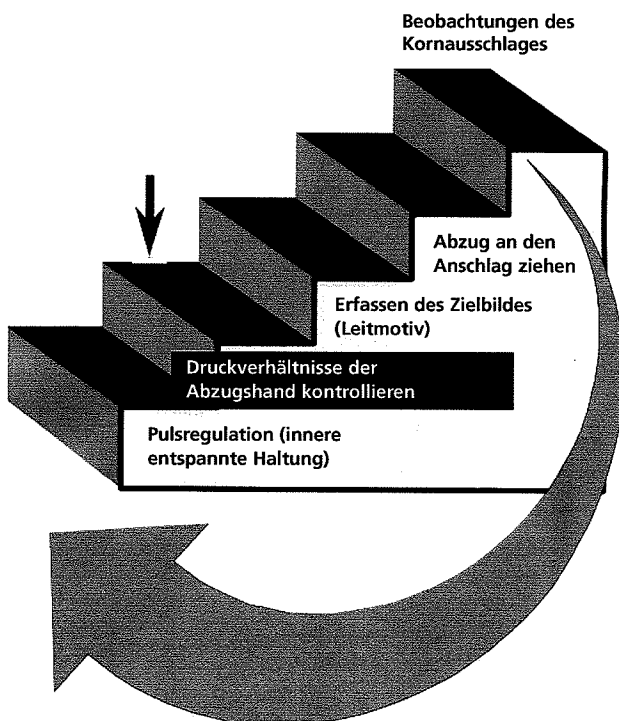 Beobachtungen des
Kornausschlages
Abzug an den
Anschlag ziehen
Erfassen des Zielbildes
(Leitmotiv)
Druckverhältnisse der
Abzugshand kontrollieren
Pulsregulation (innere
entspannte Haltung)